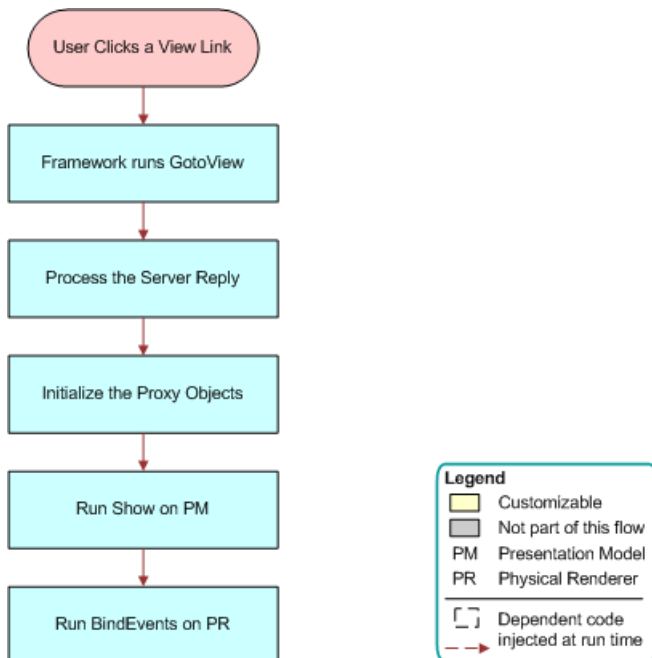 User Clicks a View Link
Framework runs GotoView
Process the Server Reply
Initialize the Proxy Objects
Run Show on PM
Run BindEvents on PR
Legend
Customizable
Not part of this flow
PM Presentation Model
PR Physical Renderer
Dependent code
injected at run time